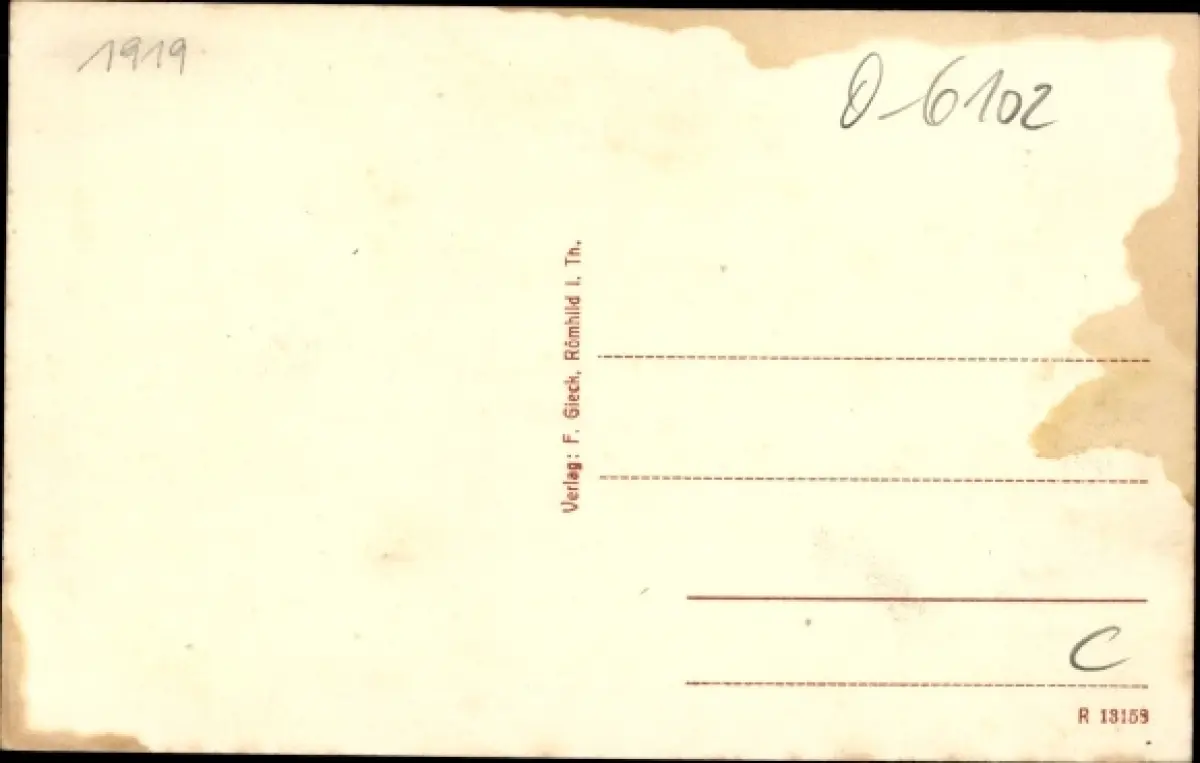 1919
O-6102
Verlag: F. Gieck, Römhild i. Th.
C
R 13159